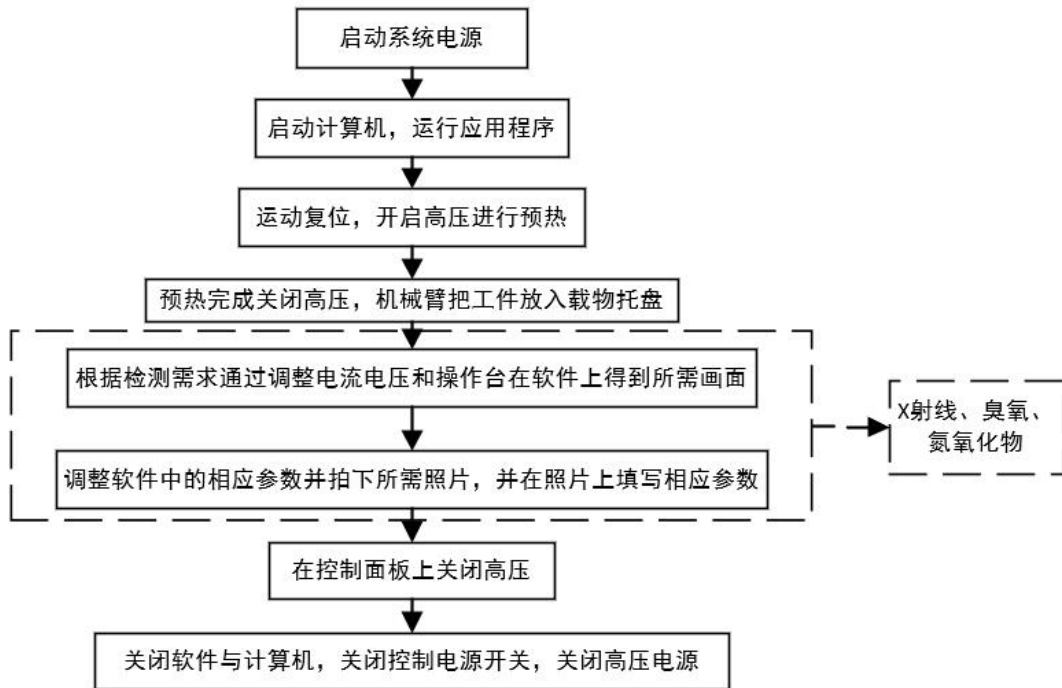 启动系统电源
启动计算机，运行应用程序
运动复位，开启高压进行预热
预热完成关闭高压，机械臂把工件放入载物托盘
根据检测需求通过调整电流电压和操作台在软件上得到所需画面
调整软件中的相应参数并拍下所需照片，并在照片上填写相应参数
X射线、臭氧、
氮氧化物
在控制面板上关闭高压
关闭软件与计算机，关闭控制电源开关，关闭高压电源